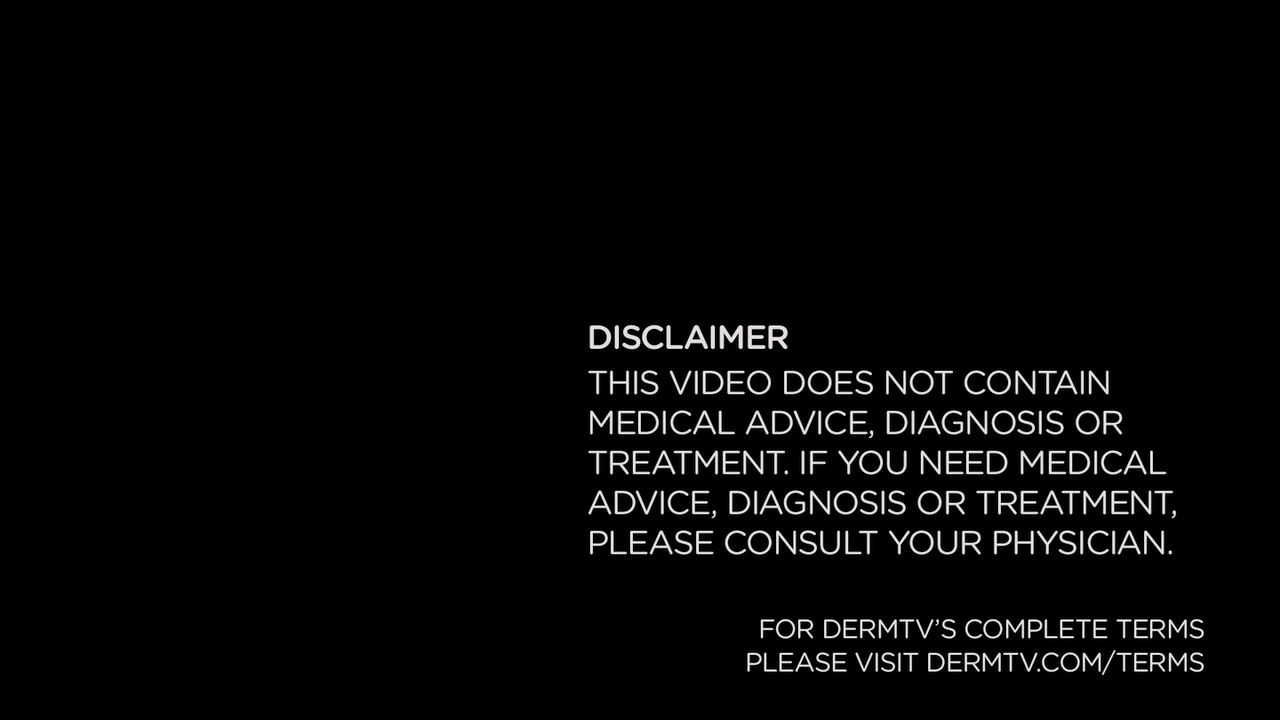 DISCLAIMER
THIS VIDEO DOES NOT CONTAIN
MEDICAL ADVICE, DIAGNOSIS OR
TREATMENT. IF YOU NEED MEDICAL
ADVICE, DIAGNOSIS OR TREATMENT,
PLEASE CONSULT YOUR PHYSICIAN.
FOR DERMTV’S COMPLETE TERMS
PLEASE VISIT DERMTV.COM/TERMS